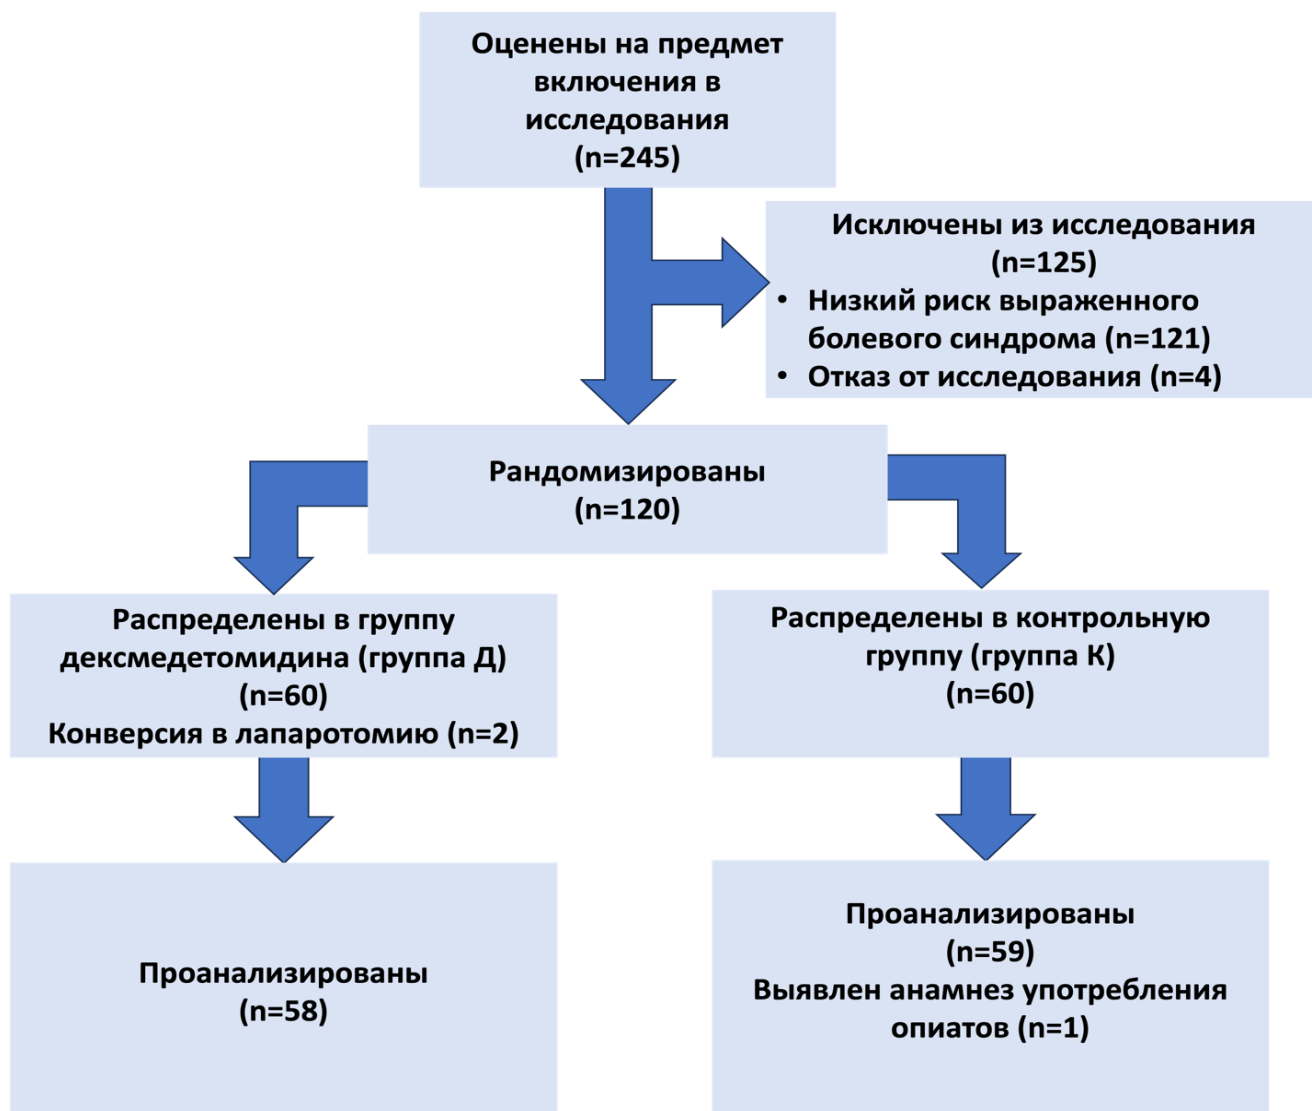 Оценены на предмет
включения в
исследования
(n=245)
Исключены из исследования
(n=125)
• Низкий риск выраженного
болевого синдрома (n=121)
• Отказ от исследования (n=4)
Рандомизированы
(n=120)
Распределены в группу
дексмедетомидина (группа Д)
(n=60)
Конверсия в лапаротомию (n=2)
Распределены в контрольную
группу (группа К)
(n=60)
Проанализированы
(n=58)
Проанализированы
(n=59)
Выявлен анамнез употребления
опиатов (n=1)